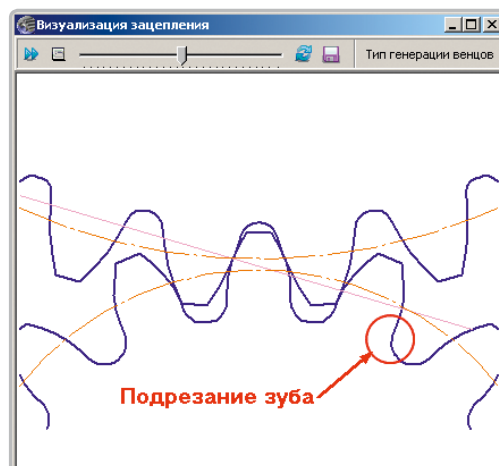 Визуализация зацепления
Тип генерации венцов
Подрезание зуба